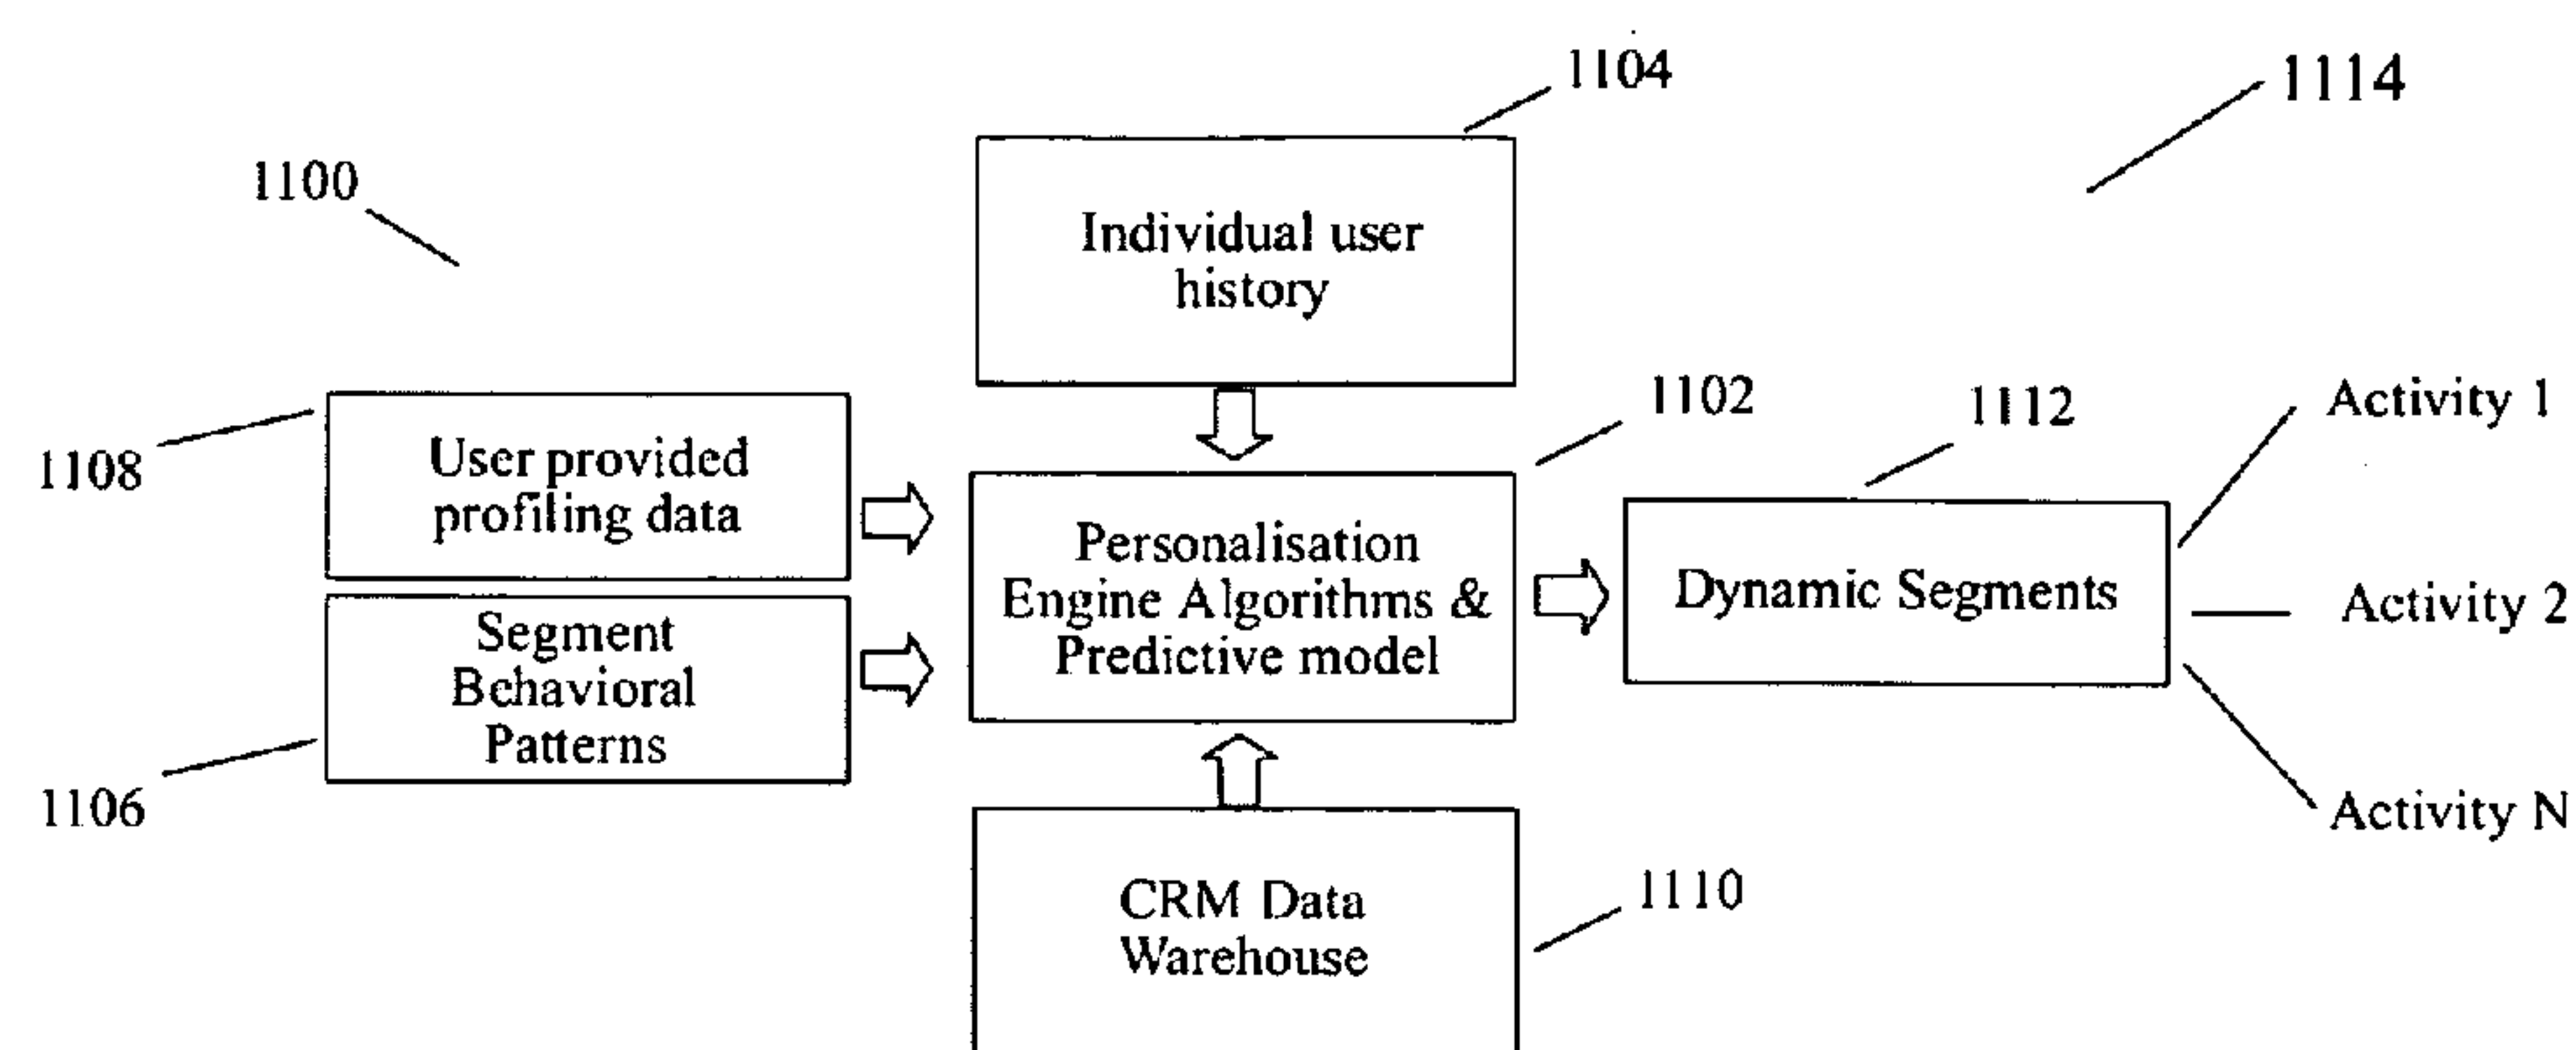 1104
1114
1100
Individual user
history
1108
User provided
profiling data
1102
1112
Activity 1
Personalisation
Engine Algorithms &
Predictive model
Dynamic Segments
Activity 2
Segment
Behavioral
Patterns
1106
Activity N
CRM Data
Warehouse
1110